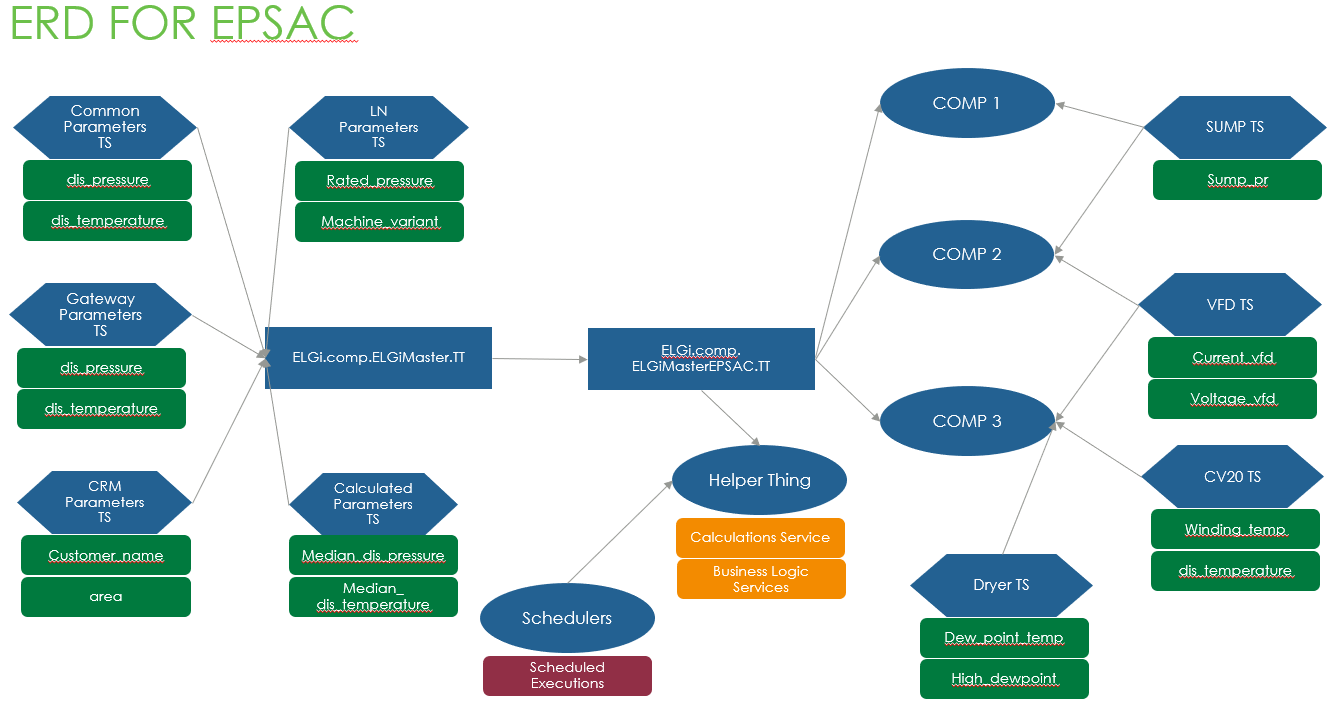 ERD FOR EPSAC
Common
Parameters
TS
dis_pressure
dis_temperature
LN
Parameters
TS
Rated_pressure
Machine_variant
Gateway
Parameters
TS
dis_pressure
dis_temperature
CRM
Parameters
TS
Customer_name
area
Calculated
Parameters
TS
Median_dis_pressure
Median_
dis_temperature
ELGi.comp.ELGiMaster.TT
ELGi.comp.
ELGiMasterEPSAC.TT
Helper Thing
Calculations Service
Business Logic
Services
Schedulers
Scheduled
Executions
COMP 1
COMP 2
COMP 3
SUMP TS
Sump_pr
VFD TS
Current_vfd
Voltage_vfd
CV20 TS
Winding_temp
dis_temperature
Dryer TS
Dew_point_temp
High_dewpoint